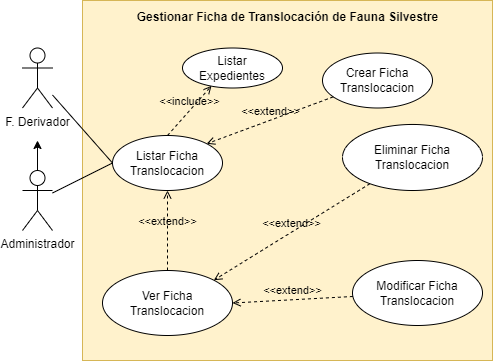 Gestionar Ficha de Translocación de Fauna Silvestre
Listar
Expedientes
Crear Ficha
Translocacion
<<include>>
<<extend>>
F. Derivador
Listar Ficha
Translocacion
Eliminar Ficha
Translocacion
Administrador
<<extend>>
<<extend>>
Ver Ficha
Translocacion
<<extend>>
Modificar Ficha
Translocacion